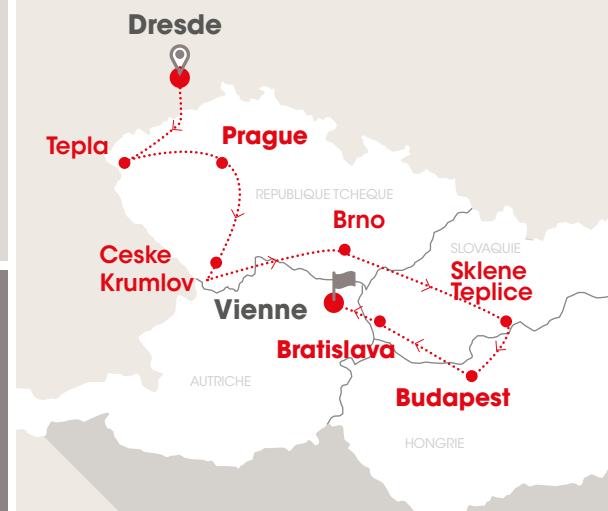 Dresde
Tepla
Prague
REPUBLIQUE TCHEQUE
Brno
Ceske
Krumlov
SLOVAQUIE
Sklene
Teplice
Vienne
Bratislava
AUTRICHE
Budapest
HONGRIE